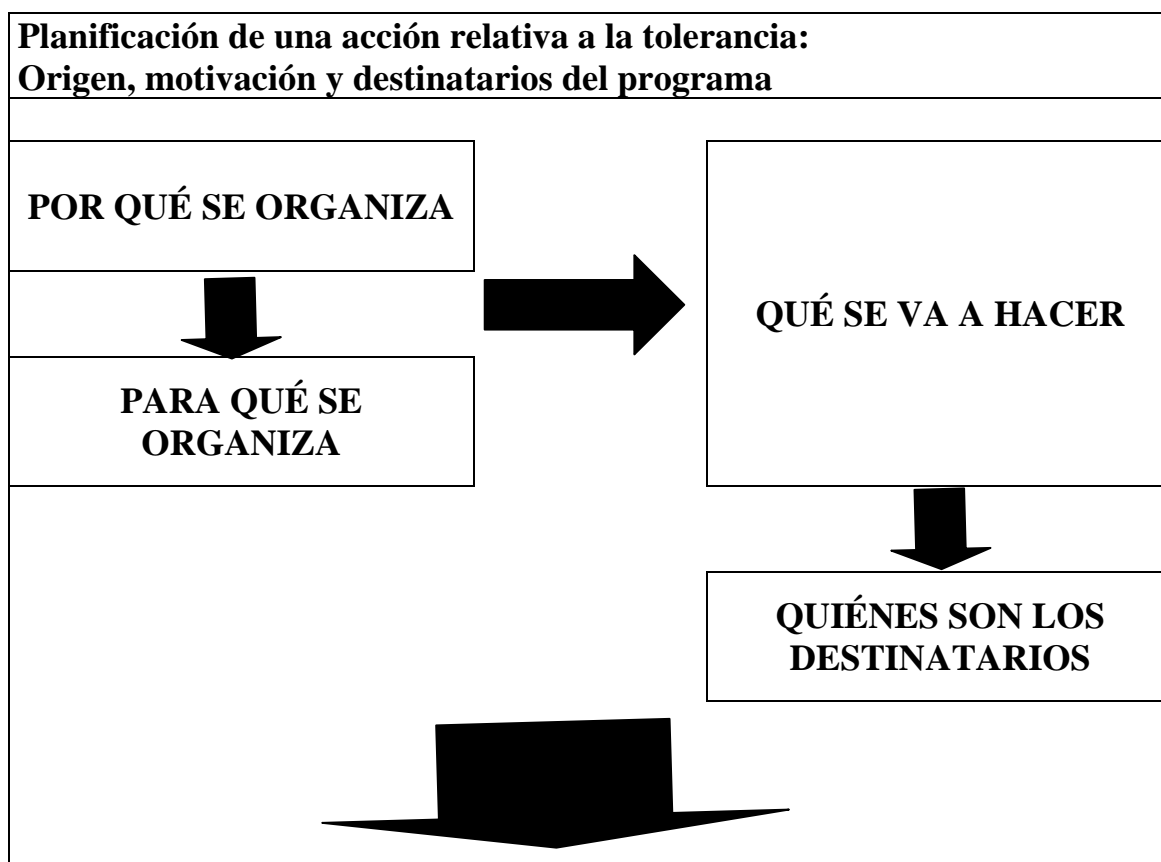 Planificación de una acción relativa a la tolerancia:
Origen, motivación y destinatarios del programa
POR QUÉ SE ORGANIZA
PARA QUÉ SE
ORGANIZA
QUÉ SE VA A HACER
QUIÉNES SON LOS
DESTINATARIOS